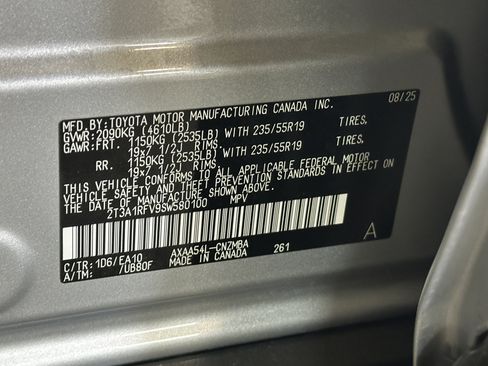 MFD. BY: TOYOTA MOTOR MANUFACTURING CANADA INC. 08/25
GVWR: 2090KG (4610LB)
GAWR: FRT. 1150KG (2535LB) WITH 235/55R19 TIRES,
19x7 1/2J RIMS.
RR. 1150KG (2535LB) WITH 235/55R19 TIRES,
19x7 1/2J RIMS.
THIS VEHICLE CONFORMS TO ALL APPLICABLE FEDERAL MOTOR
VEHICLE SAFETY AND THEFT PREVENTION STANDARDS IN
EFFECT ON THE DATE OF MANUFACTURE SHOWN ABOVE.
2T3A1RFV9SW580100 MPV
C/TR: 1D6/EA10 AXAA54L-CNZMBA 261 A
A/TM: /UB80F MADE IN CANADA